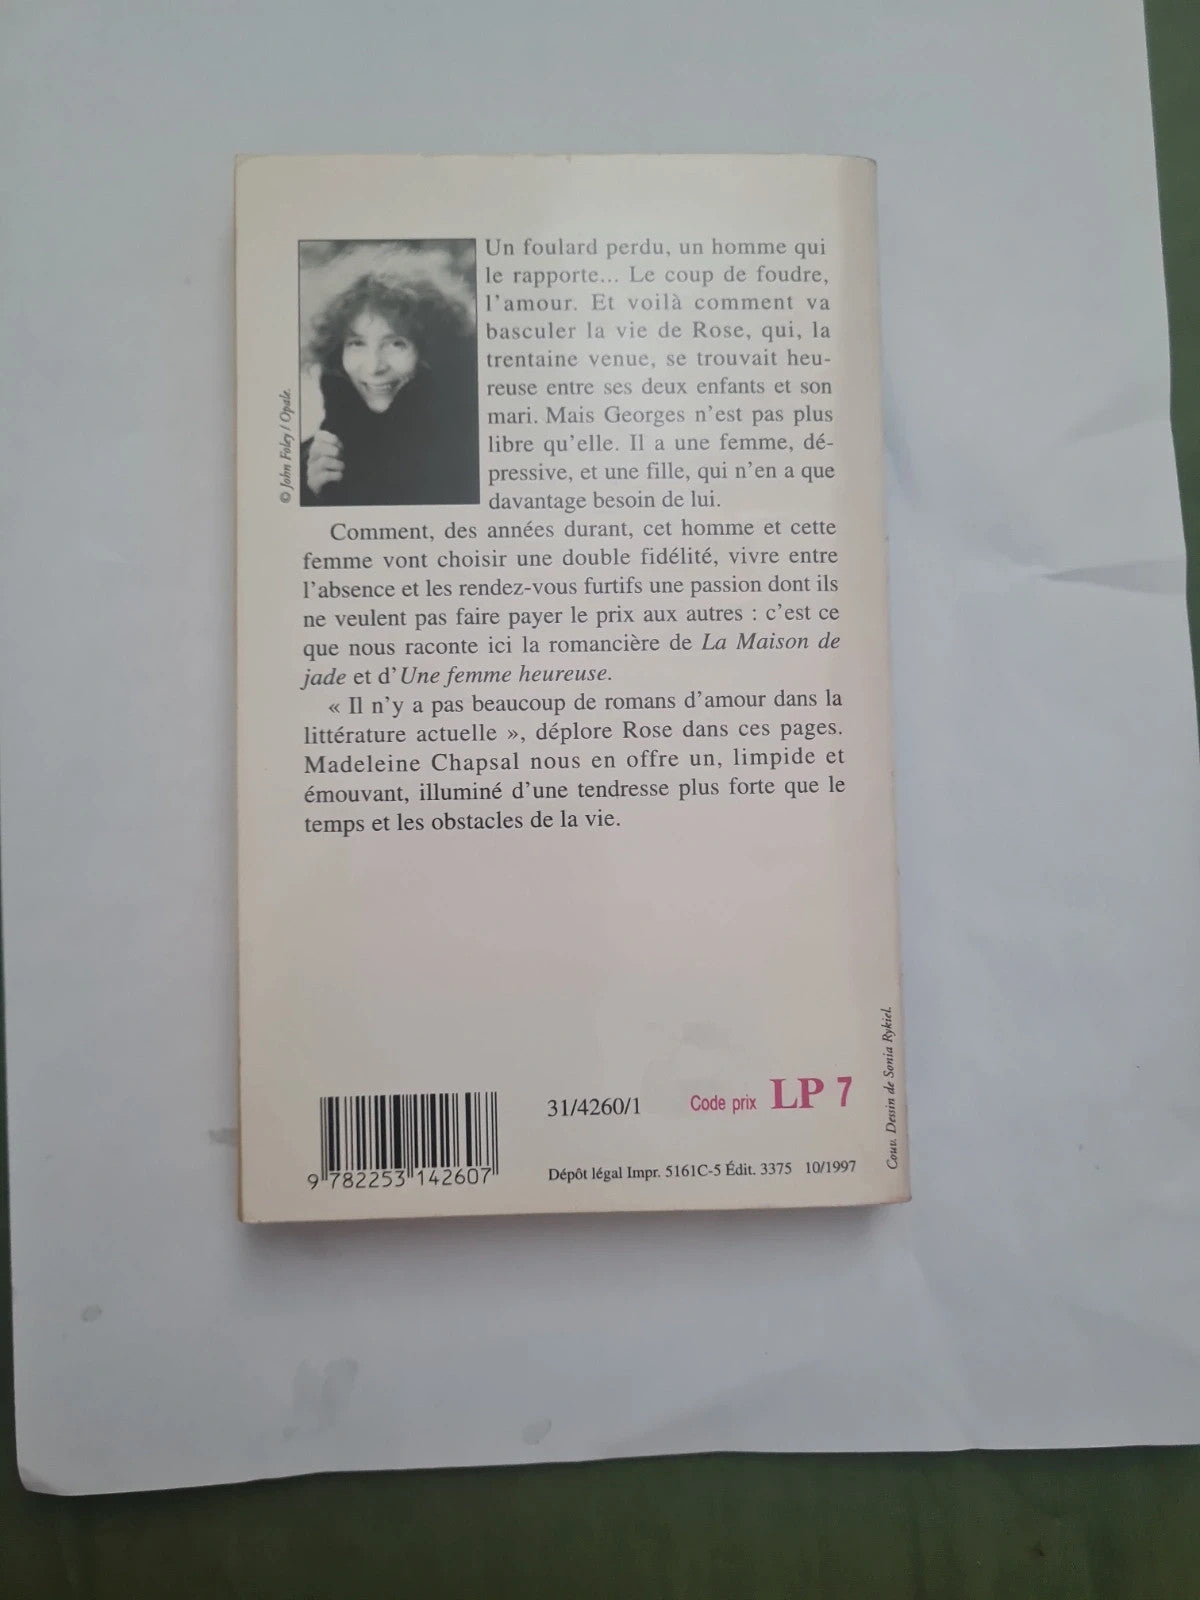 Un foulard perdu, un homme qui
le rapporte... Le coup de foudre,
l'amour. Et voilà comment va
basculer la vie de Rose, qui, la
trentaine venue, se trouvait heu-
reuse entre ses deux enfants et son
mari. Mais Georges n'est pas plus
libre qu'elle. Il a une femme, dé-
pressive, et une fille, qui n'en a que
davantage besoin de lui.
© John Foley / Opale.
Comment, des années durant, cet homme et cette
femme vont choisir une double fidélité, vivre entre
l'absence et les rendez-vous furtifs une passion dont ils
ne veulent pas faire payer le prix aux autres : c'est ce
que nous raconte ici la romancière de La Maison de
jade et d'Une femme heureuse.
« Il n'y a pas beaucoup de romans d'amour dans la
littérature actuelle », déplore Rose dans ces pages.
Madeleine Chapsal nous en offre un, limpide et
émouvant, illuminé d'une tendresse plus forte que le
temps et les obstacles de la vie.
31/4260/1
Code prix LP 7
9 782253 142607
Dépôt légal Impr. 5161C-5 Édit. 3375 10/1997
Couv. Dessin de Sonia Rykiel.